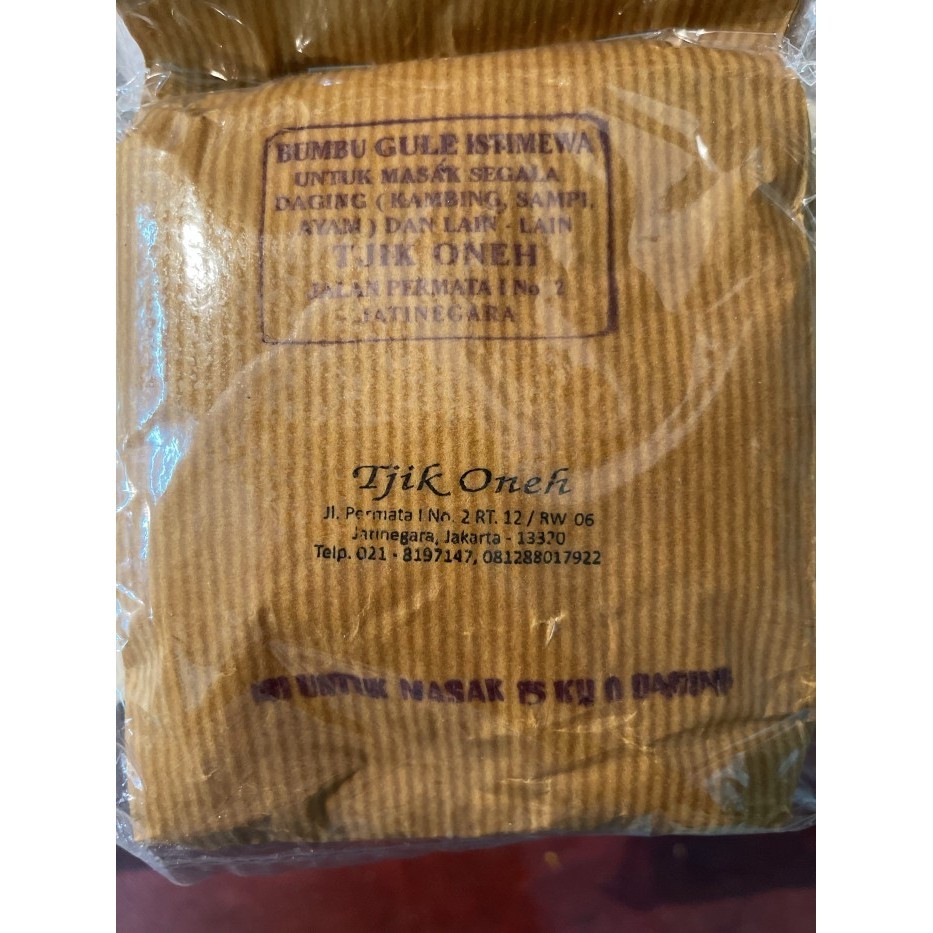 BUMBU GULE ISTIMEWA
UNTUK MASAK SEGALA
DAGING ( KAMBING, SAMPI,
AYAM ) DAN LAIN - LAIN
TJIK ONEH
JALAN PERMATA I No. 2
JATINEGARA
Tjik Oneh
Jl. Permata I No. 2 RT. 12 / RW 06
Jatinegara, Jakarta - 13320
Telp. 021 - 8197147, 081288017922
UNTUK MASAK